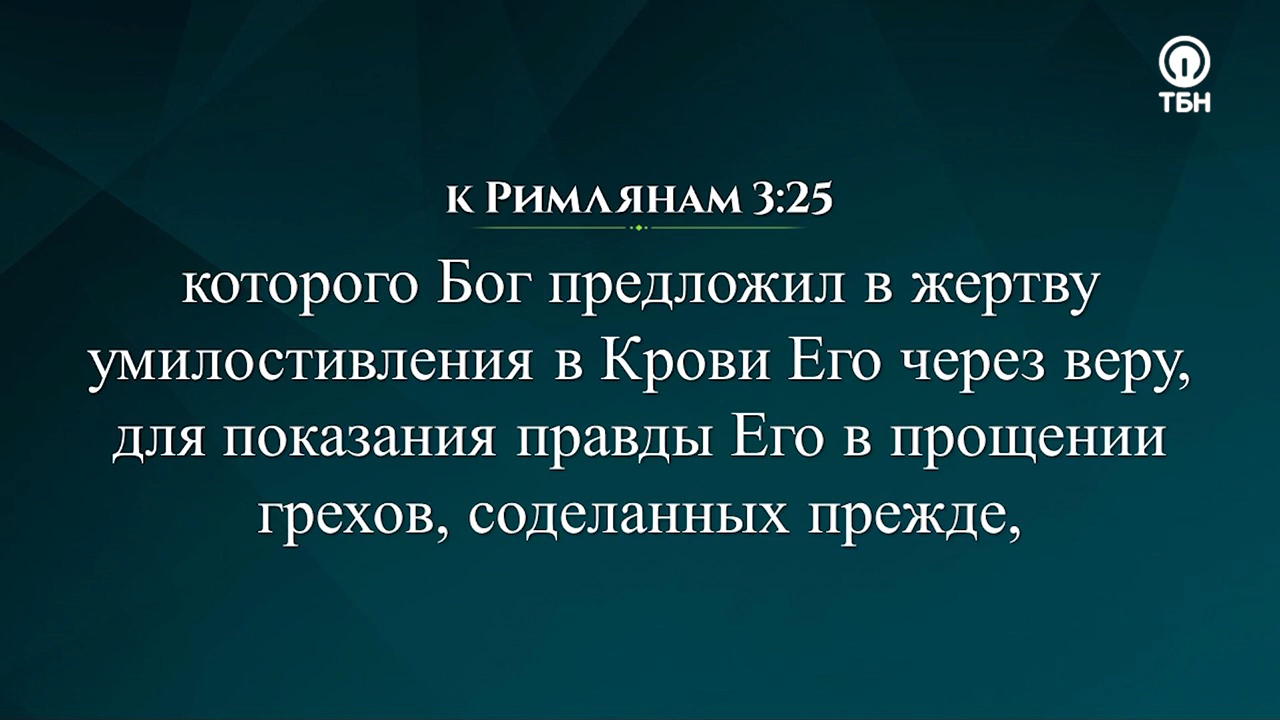 ТБН
к Римлянам 3:25
которого Бог предложил в жертву
умилостивления в Крови Его через веру,
для показания правды Его в прощении
грехов, соделанных прежде,